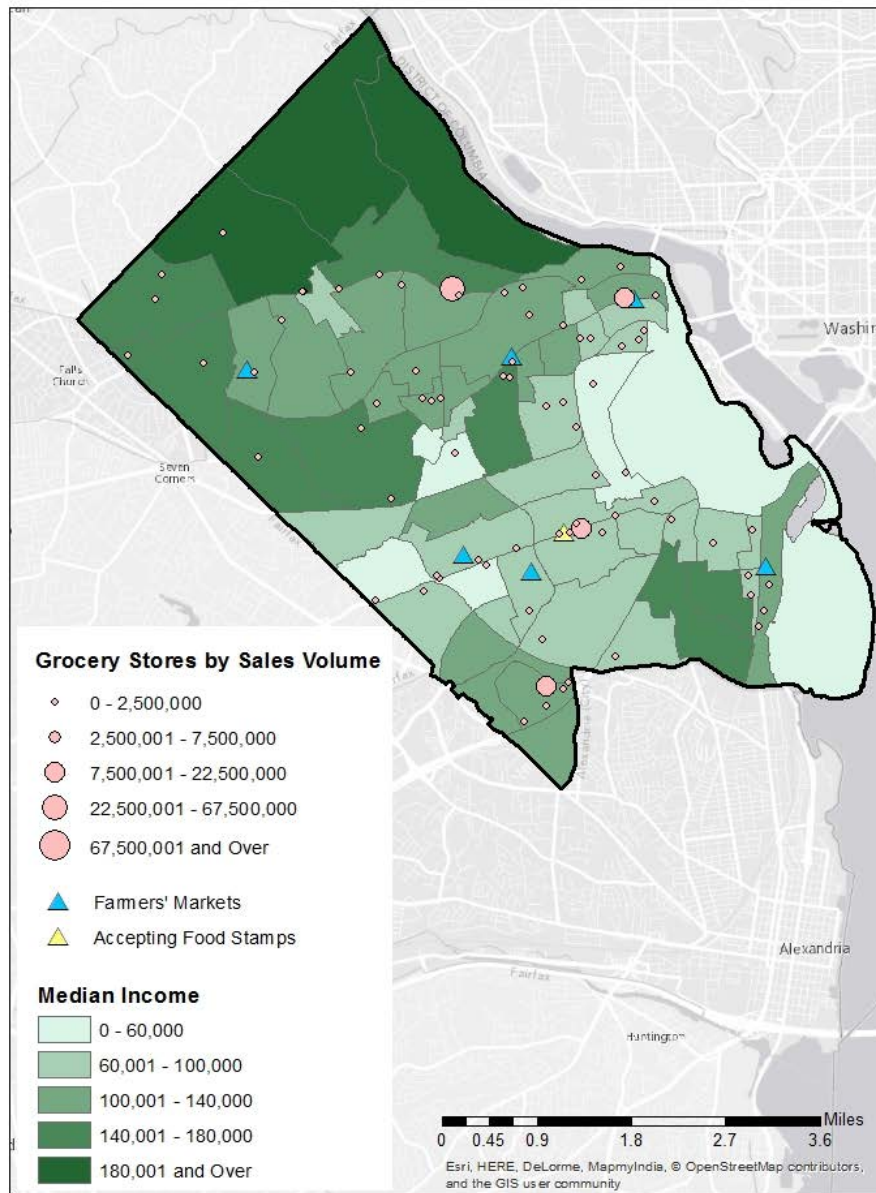 Fairfax
DISTRICT OF COLUMBIA
Washin
Falls
Church
Seven
Corners
Fairfax
Grocery Stores by Sales Volume
0 - 2,500,000
2,500,001 - 7,500,000
7,500,001 - 22,500,000
22,500,001 - 67,500,000
67,500,001 and Over
Farmers' Markets
Accepting Food Stamps
Median Income
0 - 60,000
60,001 - 100,000
100,001 - 140,000
140,001 - 180,000
180,001 and Over
Alexandria
Fairfax
Huntington
Miles
0 0.45 0.9 1.8 2.7 3.6
Esri, HERE, DeLorme, MapmyIndia, © OpenStreetMap contributors,
and the GIS user community